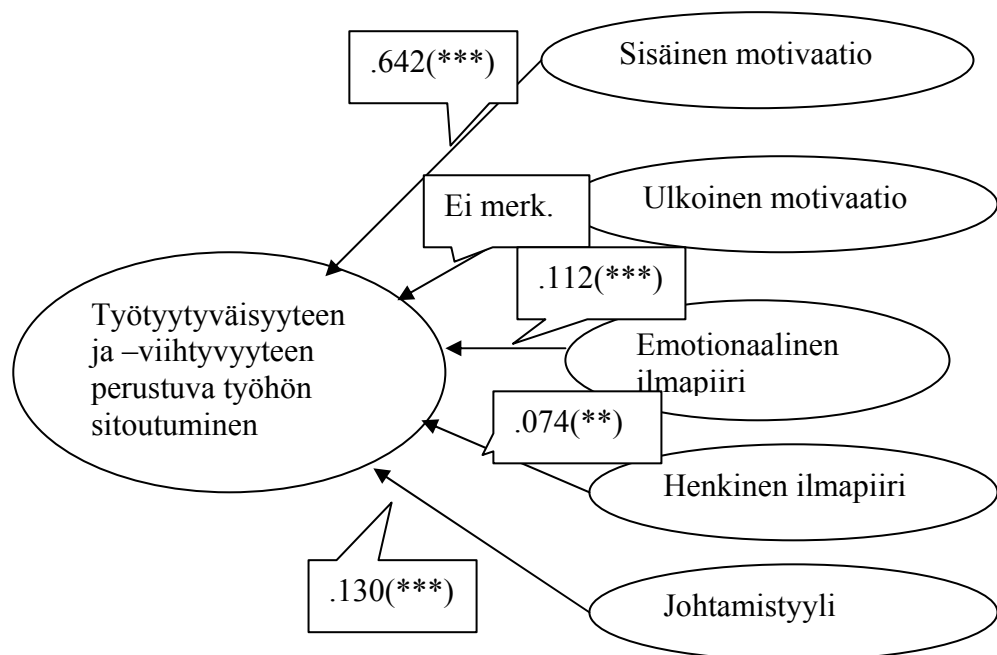 .642(***)
Sisäinen motivaatio
Ei merk.
Ulkoinen motivaatio
.112(***)
Työtyytyväisyyteen
ja –viihtyvyyteen
perustuva työhön
sitoutuminen
Emotionaalinen
ilmapiiri
.074(**)
Henkinen ilmapiiri
.130(***)
Johtamistyyli